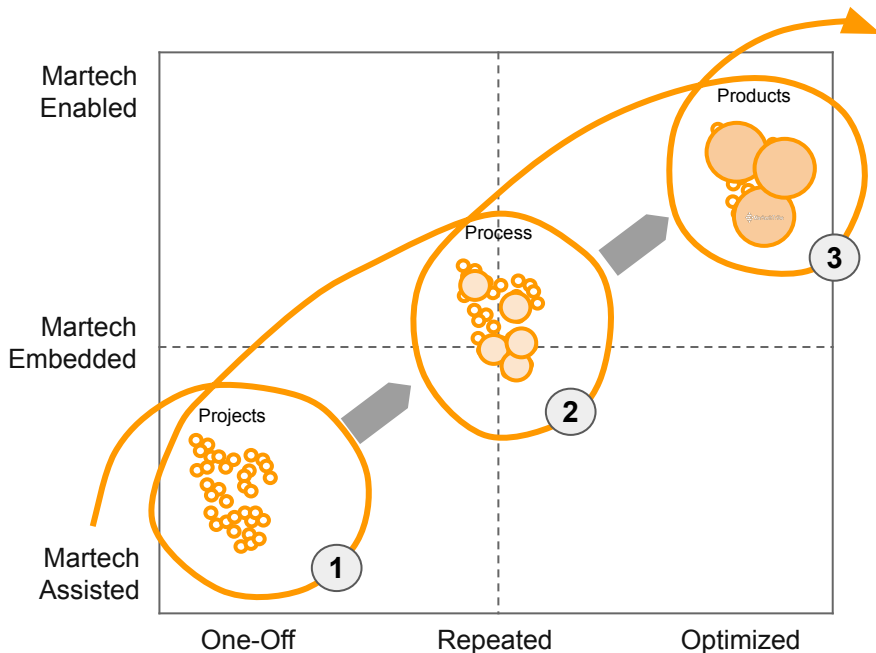 Martech
Enabled
Products
3
Process
Martech
Embedded
2
Projects
1
Martech
Assisted
One-Off
Repeated
Optimized